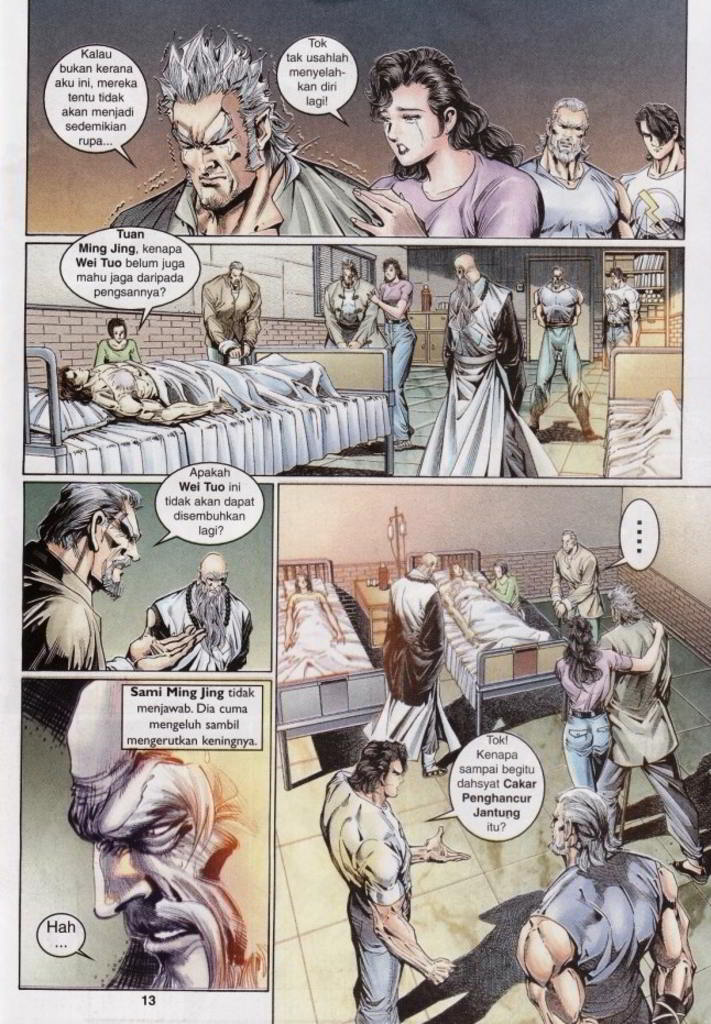 Kalau
bukan kerana
aku ini, mereka
tentu tidak
akan menjadi
sedemikian
rupa...
Tok
tak usahlah
menyelah-
kan diri
lagi!
Tuan
Ming Jing, kenapa
Wei Tuo belum juga
mahu jaga daripada
pengsannya?
Apakah
Wei Tuo ini
tidak akan dapat
disembuhkan
lagi?
....
Sami Ming Jing tidak
menjawab. Dia cuma
mengeluh sambil
mengerutkan keningnya.
Hah
...
Tok!
Kenapa
sampai begitu
dahsyat Cakar
Penghancur
Jantung
itu?
13